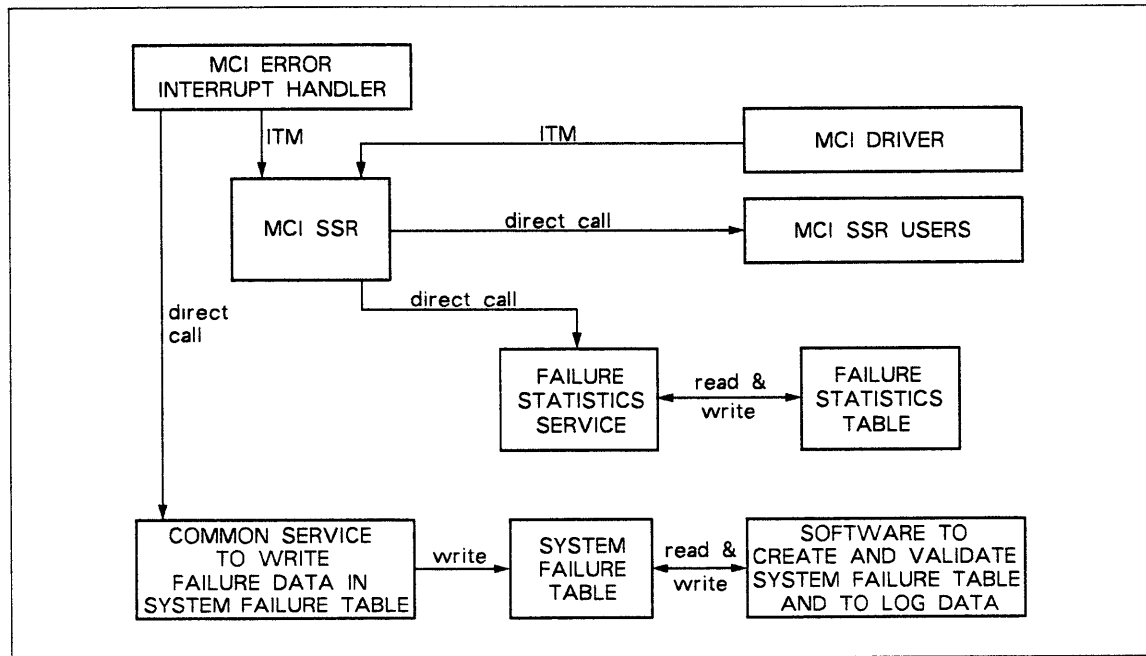 MCI ERROR
INTERRUPT HANDLER
ITM
ITM
MCI DRIVER
MCI SSR
direct call
MCI SSR USERS
direct call
direct
call
FAILURE
STATISTICS
SERVICE
read &
write
FAILURE
STATISTICS
TABLE
COMMON SERVICE
TO WRITE
FAILURE DATA IN
SYSTEM FAILURE TABLE
write
SYSTEM
FAILURE
TABLE
read &
write
SOFTWARE TO
CREATE AND VALIDATE
SYSTEM FAILURE TABLE
AND TO LOG DATA